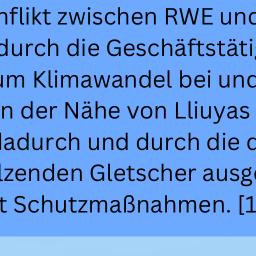 nflikt zwischen RWE und
durch die Geschäftstätig
um Klimawandel bei und
n der Nähe von Lliuyas
dadurch und durch die d
lzenden Gletscher ausge
t Schutzmaßnahmen. [1